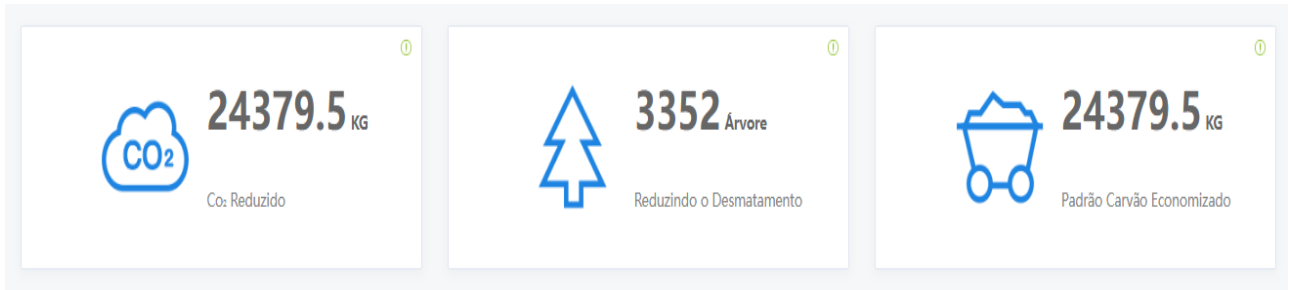 24379.5 KG
CO2
Co₂ Reduzido
3352 Árvore
Reduzindo o Desmatamento
24379.5 KG
Padrão Carvão Economizado